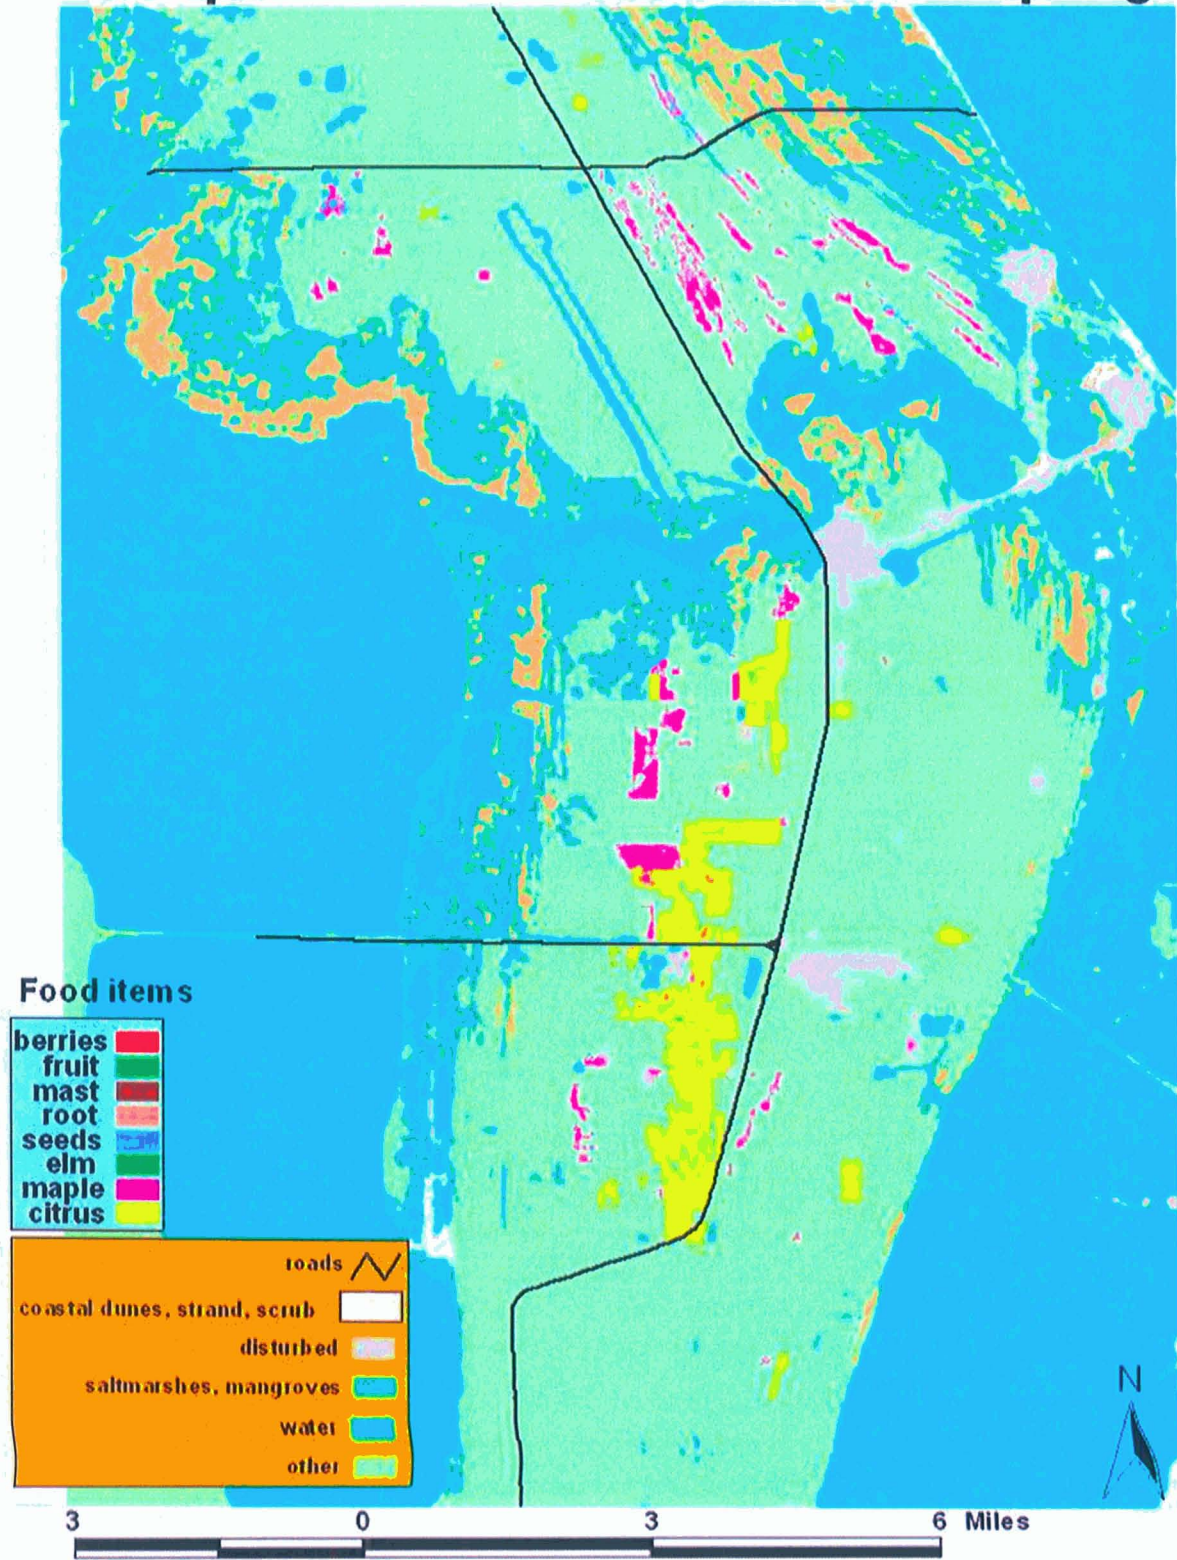 Food items
berries
fruit
mast
root
seeds
elm
maple
citrus
roads
coastal dunes, strand, scrub
disturbed
saltmarshes, mangroves
water
other
N
3 0 3 6 Miles